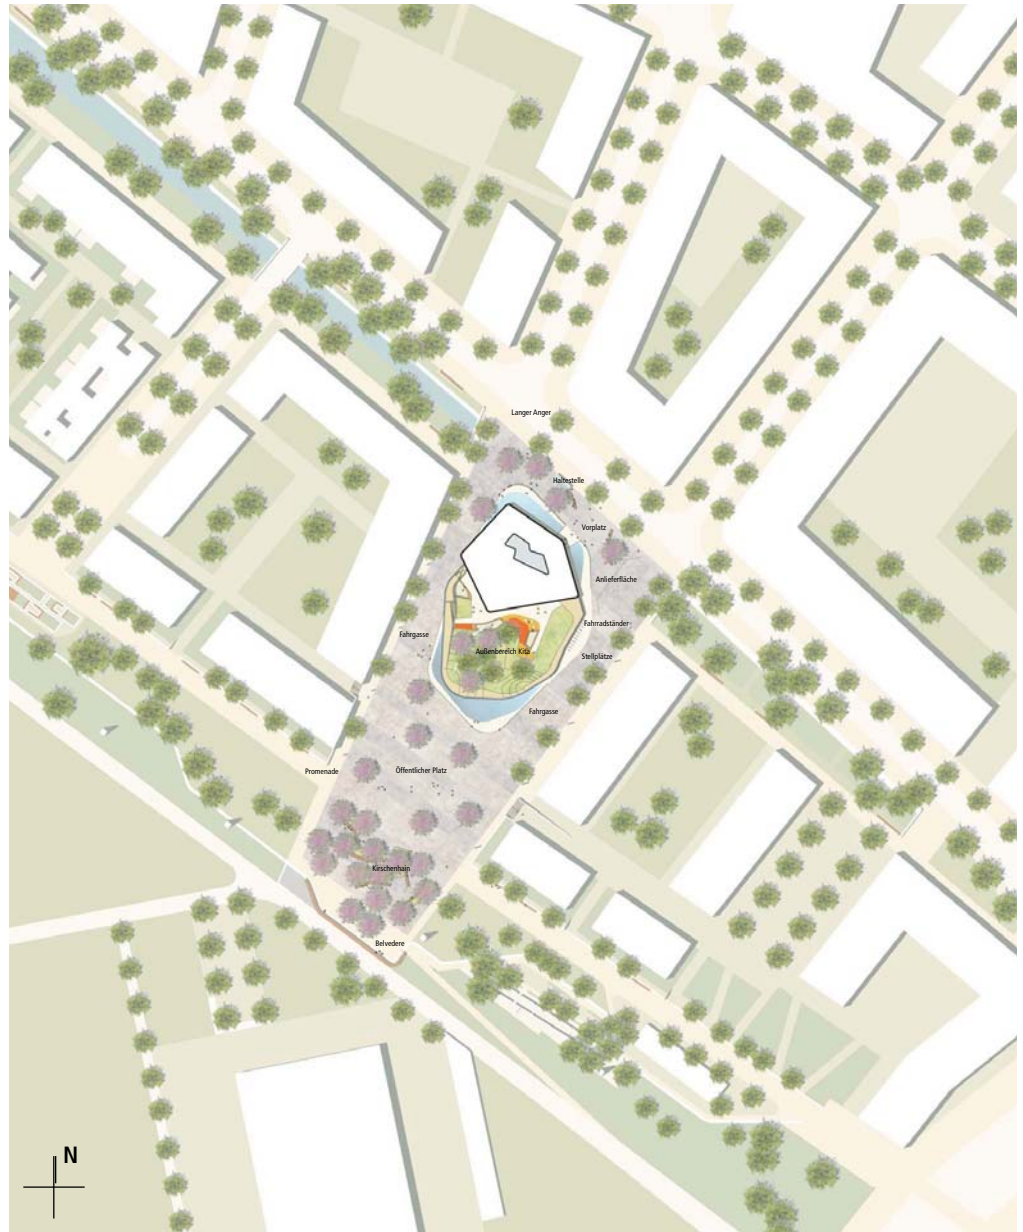 Langer Anger
Haltestelle
Vorplatz
Anlieferfläche
Fahrradständer
Fahrgasse
Außenbereich Kita
Stellplätze
Fahrgasse
Promenade
Öffentlicher Platz
Kirschenhain
Belvedere
N